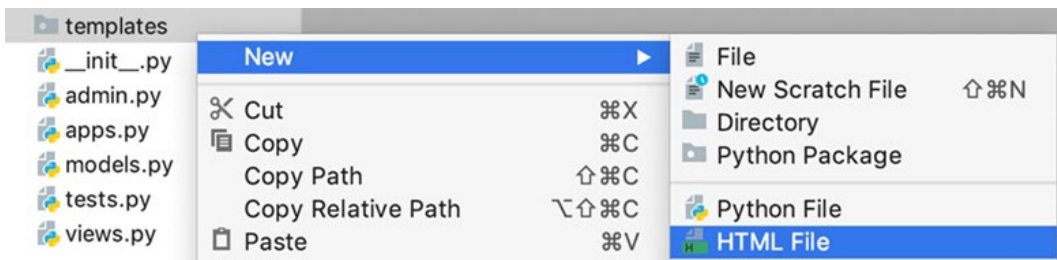 templates
__init__.py
admin.py
apps.py
models.py
tests.py
views.py
New
Cut ⌘X
Copy ⌘C
Copy Path ⇧⌘C
Copy Relative Path ⌥⇧⌘C
Paste ⌘V
File
New Scratch File ⇧⌘N
Directory
Python Package
Python File
H HTML File